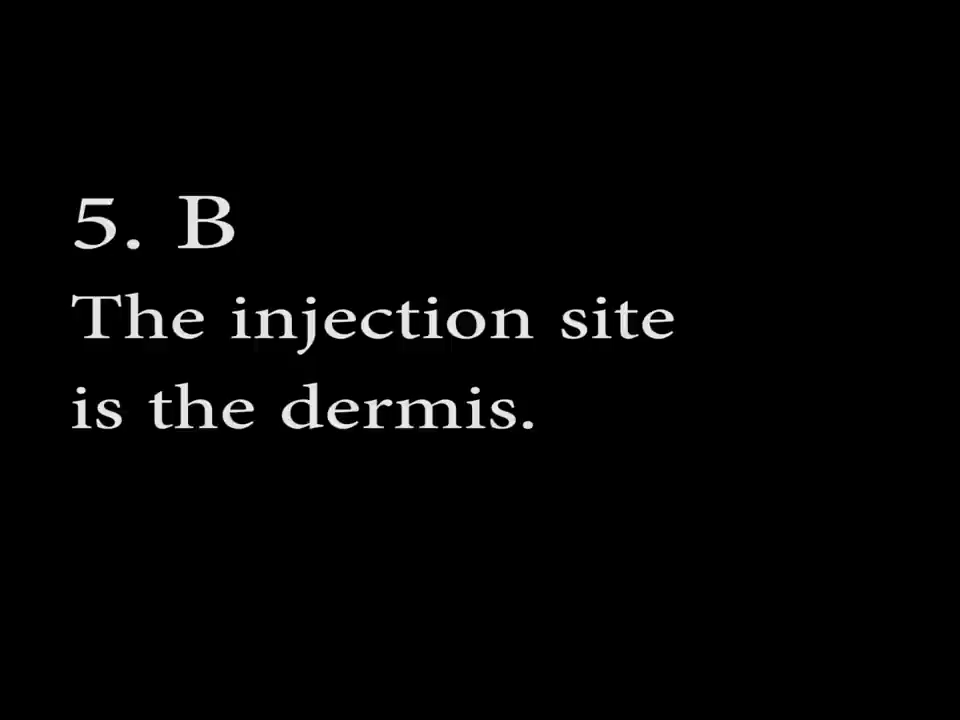 5. B
The injection site
is the dermis.